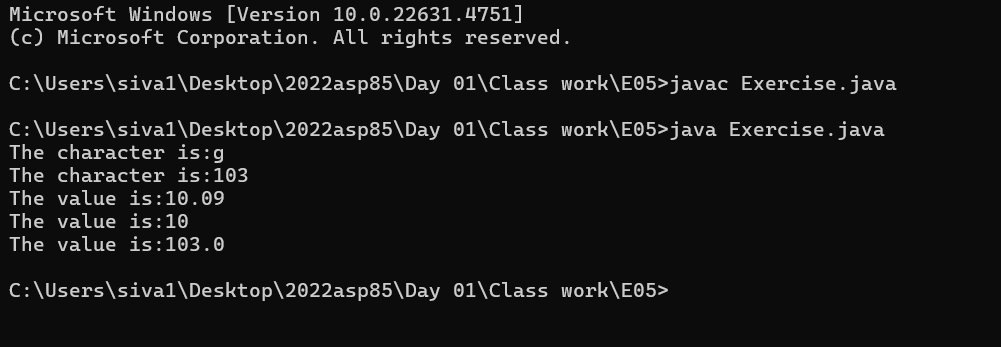 Microsoft Windows [Version 10.0.22631.4751]
(c) Microsoft Corporation. All rights reserved.
C:\Users\siva1\Desktop\2022asp85\Day 01\Class work\E05>javac Exercise.java
C:\Users\siva1\Desktop\2022asp85\Day 01\Class work\E05>java Exercise.java
The character is:g
The character is:103
The value is:10.09
The value is:10
The value is:103.0
C:\Users\siva1\Desktop\2022asp85\Day 01\Class work\E05>